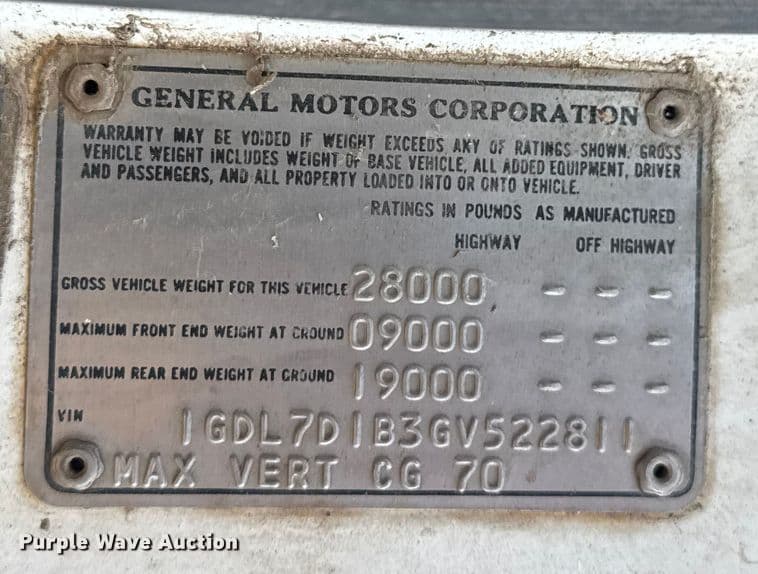 GENERAL MOTORS CORPORATION
WARRANTY MAY BE VOIDED IF WEIGHT EXCEEDS ANY OF RATINGS SHOWN. GROSS
VEHICLE WEIGHT INCLUDES WEIGHT OF BASE VEHICLE, ALL ADDED EQUIPMENT, DRIVER
AND PASSENGERS, AND ALL PROPERTY LOADED INTO OR ONTO VEHICLE.
RATINGS IN POUNDS AS MANUFACTURED
HIGHWAY OFF HIGHWAY
GROSS VEHICLE WEIGHT FOR THIS VEHICLE 28000 - - -
MAXIMUM FRONT END WEIGHT AT GROUND 09000 - - -
MAXIMUM REAR END WEIGHT AT GROUND 19000 - - -
VIN 1GDL7D1B3GV522811
MAX VERT CG 70
Purple Wave Auction